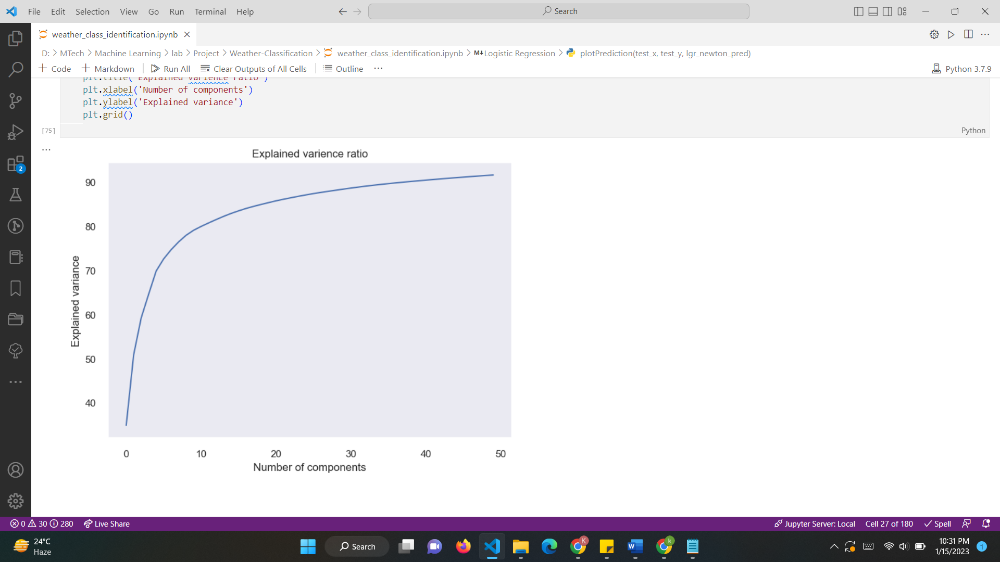 File Edit Selection View Go Run Terminal Help
Search
weather_class_identification.ipynb
D: > MTech > Machine Learning > lab > Project > Weather-Classification > weather_class_identification.ipynb > M↓Logistic Regression > plotPrediction(test_x, test_y, lgr_newton_pred)
+ Code + Markdown Run All Clear Outputs of All Cells Outline ...
Python 3.7.9
plt.title('Explained varience ratio')
plt.xlabel('Number of components')
plt.ylabel('Explained variance')
plt.grid()
[75]
Python
...
Explained varience ratio
Explained variance
90
80
70
60
50
40
0 10 20 30 40 50
Number of components
2
0 30 280 Live Share
Jupyter Server: Local Cell 27 of 180 Spell
24°C
Haze
Search
K
W
k
10:31 PM
1/15/2023
1